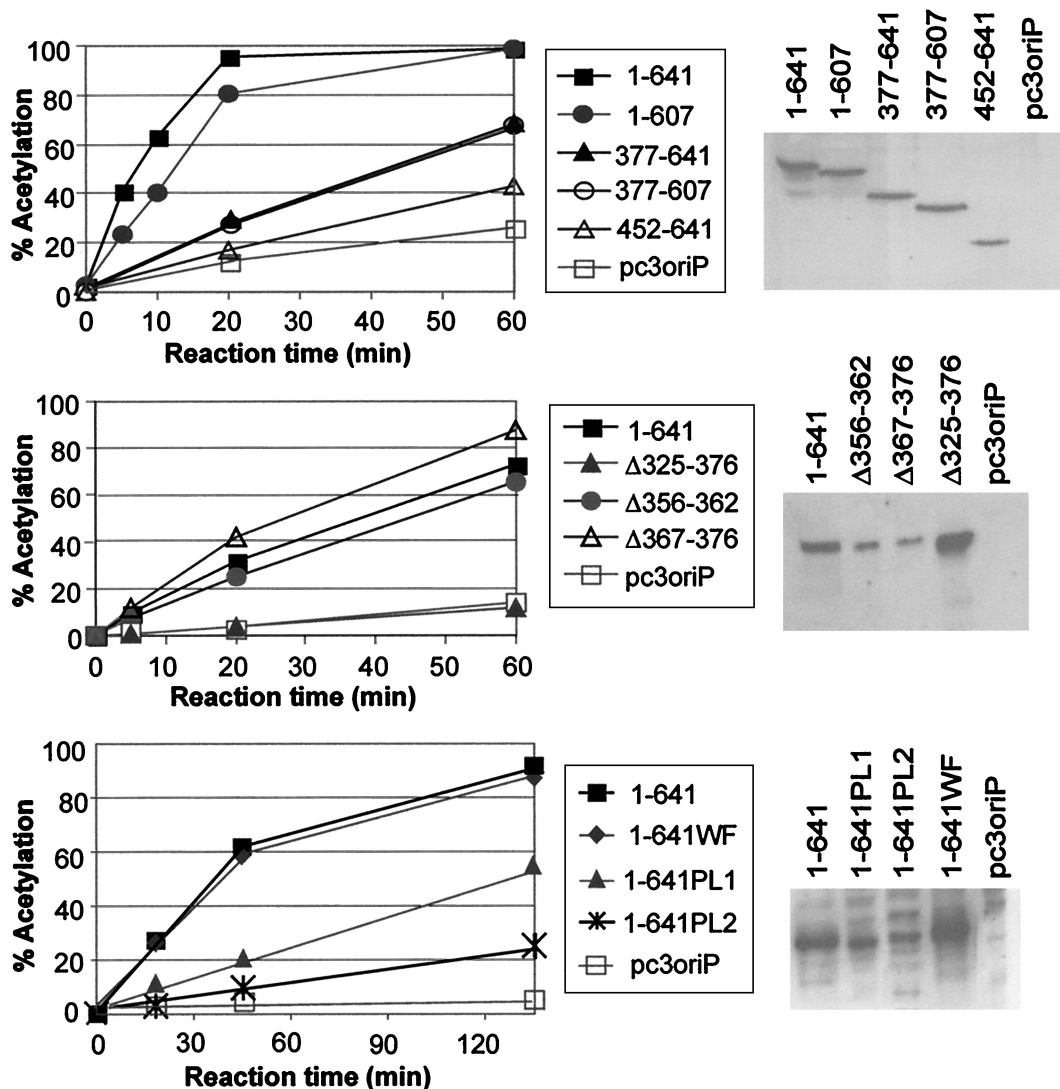 % Acetylation
100
80
60
40
20
0
0 10 20 30 40 50 60
Reaction time (min)
1-641
1-607
377-641
377-607
452-641
pc3oriP
1-641
1-607
377-641
377-607
452-641
pc3oriP
% Acetylation
100
80
60
40
20
0
0 10 20 30 40 50 60
Reaction time (min)
1-641
Δ325-376
Δ356-362
Δ367-376
pc3oriP
1-641
Δ356-362
Δ367-376
Δ325-376
pc3oriP
% Acetylation
100
80
60
40
20
0
0 30 60 90 120
Reaction time (min)
1-641
1-641WF
1-641PL1
1-641PL2
pc3oriP
1-641
1-641PL1
1-641PL2
1-641WF
pc3oriP